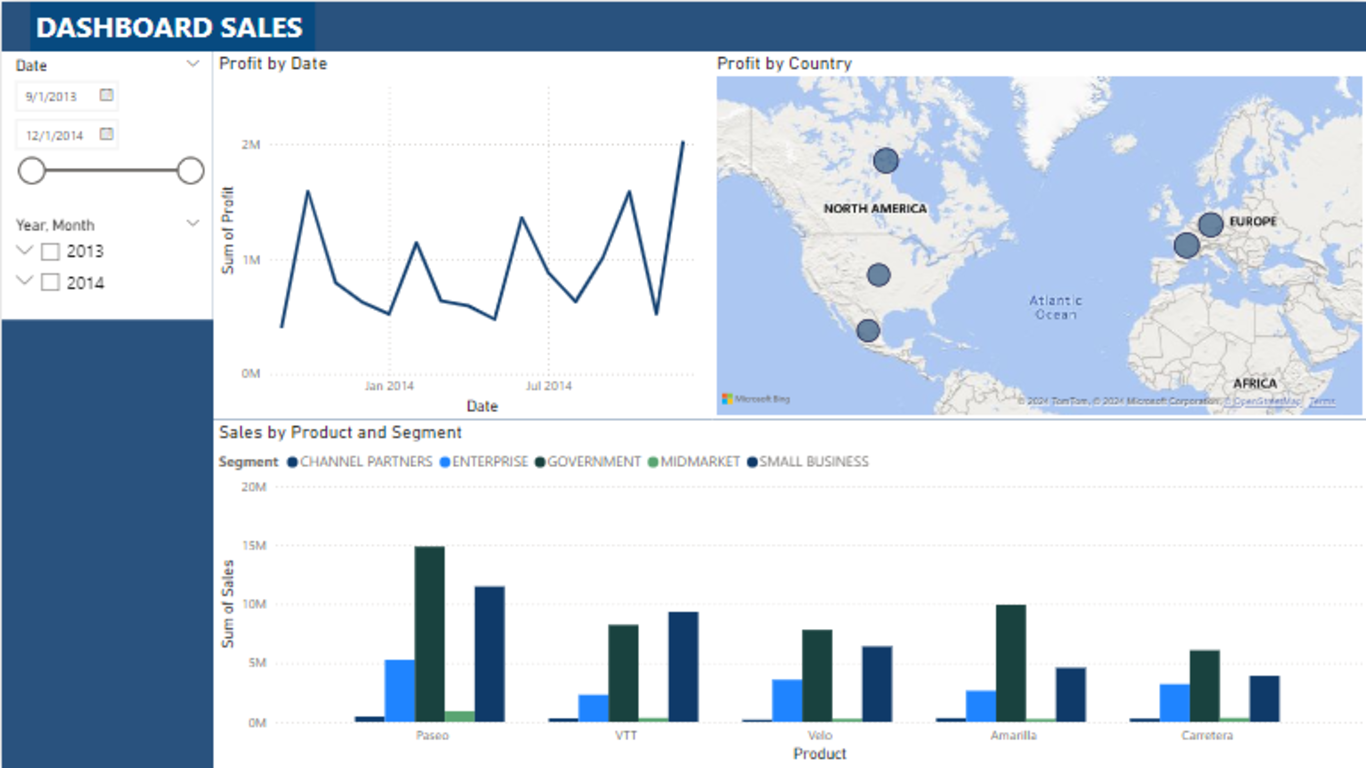 DASHBOARD SALES
Date
9/1/2013
12/1/2014
Year, Month
2013
2014
Profit by Date
Sum of Profit
2M
1M
0M
Jan 2014
Jul 2014
Date
Profit by Country
NORTH AMERICA
EUROPE
Atlantic
Ocean
AFRICA
Microsoft Bing
© 2024 TomTom, © 2024 Microsoft Corporation, © OpenStreetMap Terms
Sales by Product and Segment
Segment CHANNEL PARTNERS ENTERPRISE GOVERNMENT MIDMARKET SMALL BUSINESS
Sum of Sales
20M
15M
10M
5M
0M
Paseo VTT Velo Amarilla Carretera
Product